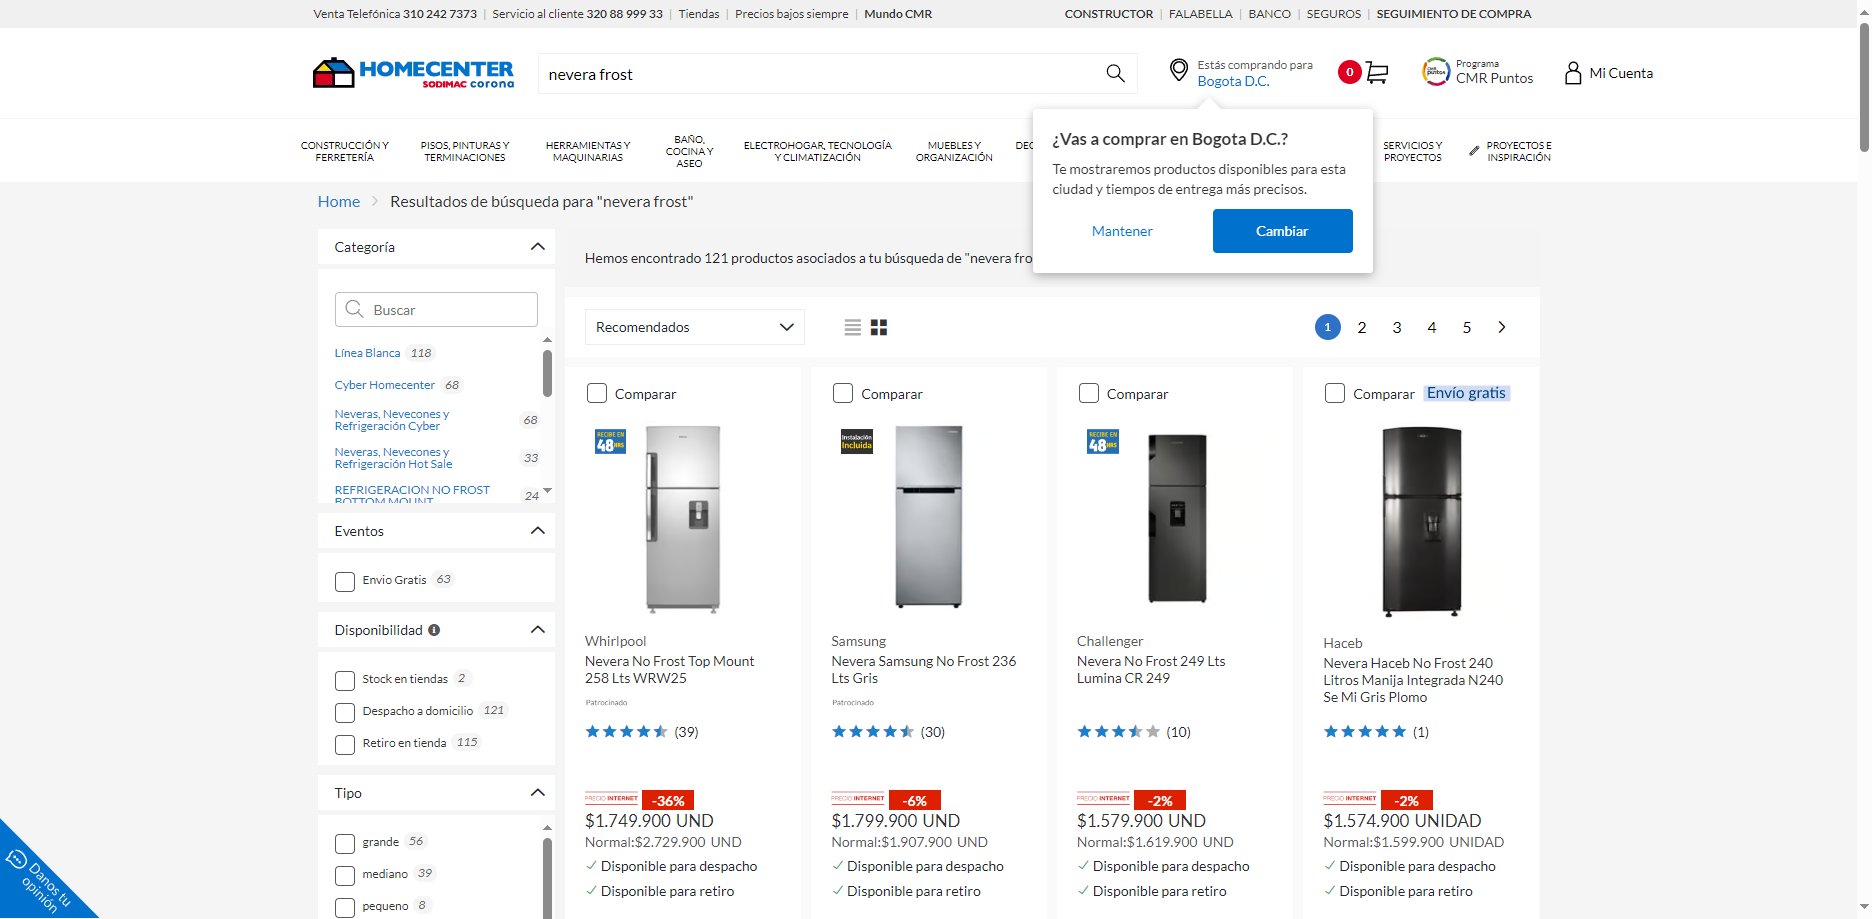 Venta Telefónica 310 242 7373 | Servicio al cliente 320 88 999 33 | Tiendas | Precios bajos siempre | Mundo CMR
CONSTRUCTOR | FALABELLA | BANCO | SEGUROS | SEGUIMIENTO DE COMPRA
HOMECENTER
SODIMAC corona
nevera frost
Estás comprando para
Bogota D.C.
0
Programa
CMR Puntos
Mi Cuenta
CONSTRUCCIÓN Y
FERRETERÍA
PISOS, PINTURAS Y
TERMINACIONES
HERRAMIENTAS Y
MAQUINARIAS
BAÑO,
COCINA Y
ASEO
ELECTROHOGAR, TECNOLOGÍA
Y CLIMATIZACIÓN
MUEBLES Y
ORGANIZACIÓN
SERVICIOS Y
PROYECTOS
PROYECTOS E
INSPIRACIÓN
¿Vas a comprar en Bogota D.C.?
Te mostraremos productos disponibles para esta
ciudad y tiempos de entrega más precisos.
Mantener
Cambiar
Home
Resultados de búsqueda para "nevera frost"
Categoría
Buscar
Línea Blanca 118
Cyber Homecenter 68
Neveras, Nevecones y
Refrigeración Cyber 68
Neveras, Nevecones y
Refrigeración Hot Sale 33
REFRIGERACION NO FROST
BOTTOM MOUNT 24
Eventos
Envio Gratis 63
Disponibilidad
Stock en tiendas 2
Despacho a domicilio 121
Retiro en tienda 115
Tipo
grande 56
mediano 39
pequeno 8
Danos tu
opinión
Hemos encontrado 121 productos asociados a tu búsqueda de "nevera fro
Recomendados
1 2 3 4 5
Comparar
RECIBE EN
48HRS
Whirlpool
Nevera No Frost Top Mount
258 Lts WRW25
Patrocinado
(39)
PRECIO INTERNET -36%
$1.749.900 UND
Normal:$2.729.900 UND
Disponible para despacho
Disponible para retiro
Comparar
Instalación
Incluida
Samsung
Nevera Samsung No Frost 236
Lts Gris
Patrocinado
(30)
PRECIO INTERNET -6%
$1.799.900 UND
Normal:$1.907.900 UND
Disponible para despacho
Disponible para retiro
Comparar
RECIBE EN
48HRS
Challenger
Nevera No Frost 249 Lts
Lumina CR 249
(10)
PRECIO INTERNET -2%
$1.579.900 UND
Normal:$1.619.900 UND
Disponible para despacho
Disponible para retiro
Comparar Envío gratis
Haceb
Nevera Haceb No Frost 240
Litros Manija Integrada N240
Se Mi Gris Plomo
(1)
PRECIO INTERNET -2%
$1.574.900 UNIDAD
Normal:$1.599.900 UNIDAD
Disponible para despacho
Disponible para retiro